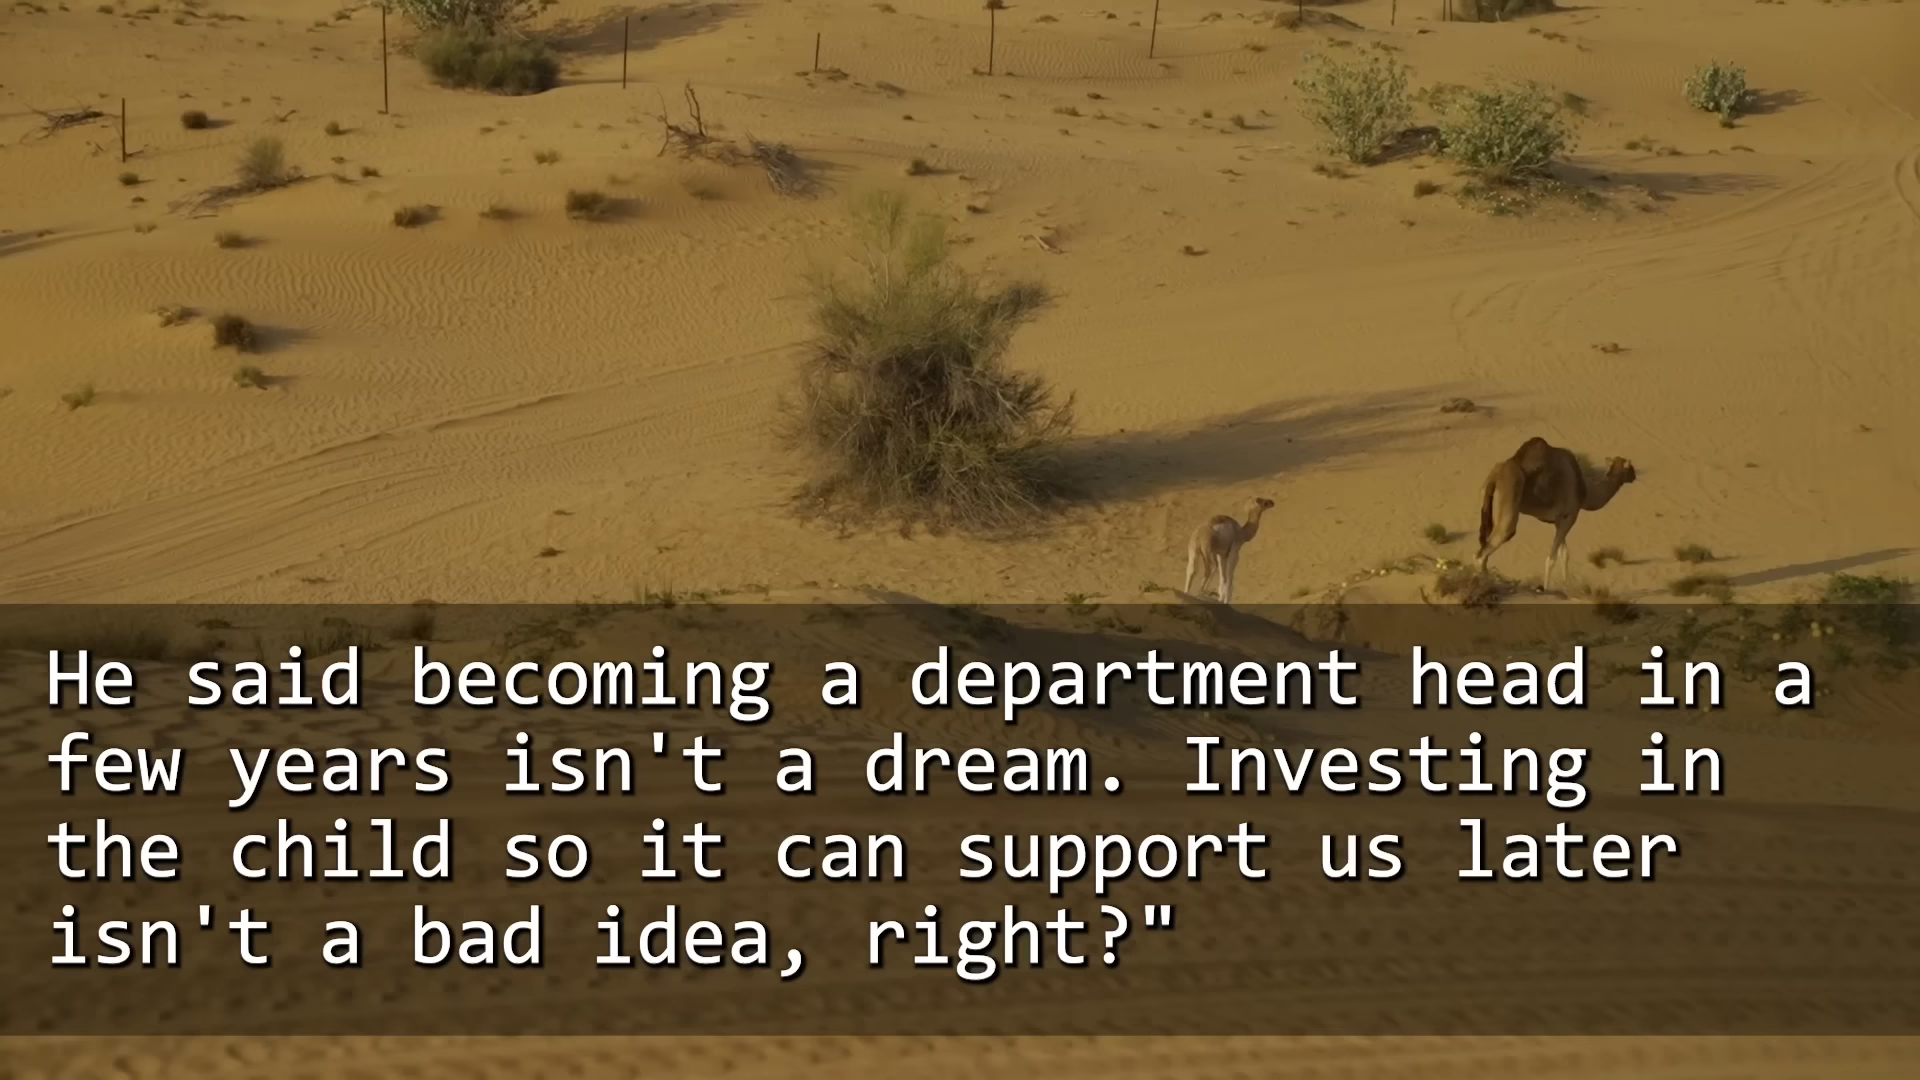 He said becoming a department head in a
few years isn't a dream. Investing in
the child so it can support us later
isn't a bad idea, right?"